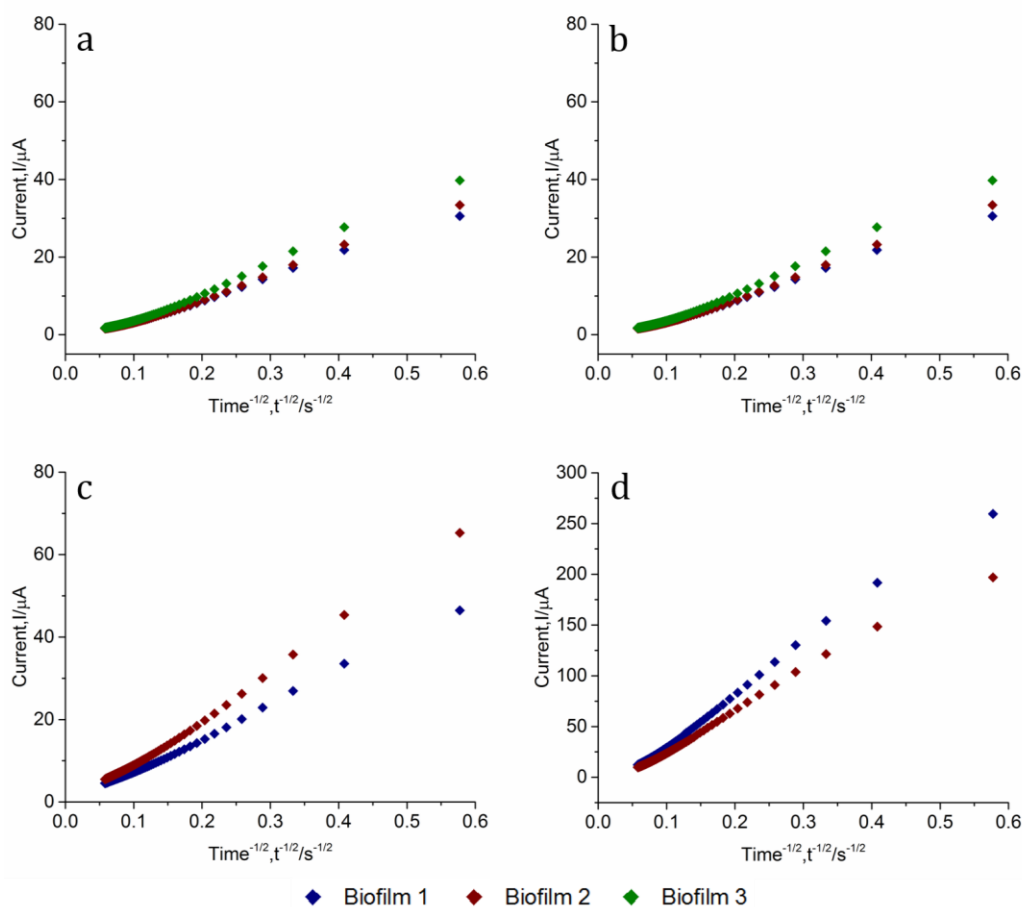 a
80
60
40
20
0
Current,I/μA
0.0 0.1 0.2 0.3 0.4 0.5 0.6
Time⁻¹/²,t⁻¹/²/s⁻¹/²
b
80
60
40
20
0
Current,I/μA
0.0 0.1 0.2 0.3 0.4 0.5 0.6
Time⁻¹/²,t⁻¹/²/s⁻¹/²
c
80
60
40
20
0
Current,I/μA
0.0 0.1 0.2 0.3 0.4 0.5 0.6
Time⁻¹/²,t⁻¹/²/s⁻¹/²
d
300
250
200
150
100
50
0
Current,I/μA
0.0 0.1 0.2 0.3 0.4 0.5 0.6
Time⁻¹/²,t⁻¹/²/s⁻¹/²
Biofilm 1 Biofilm 2 Biofilm 3